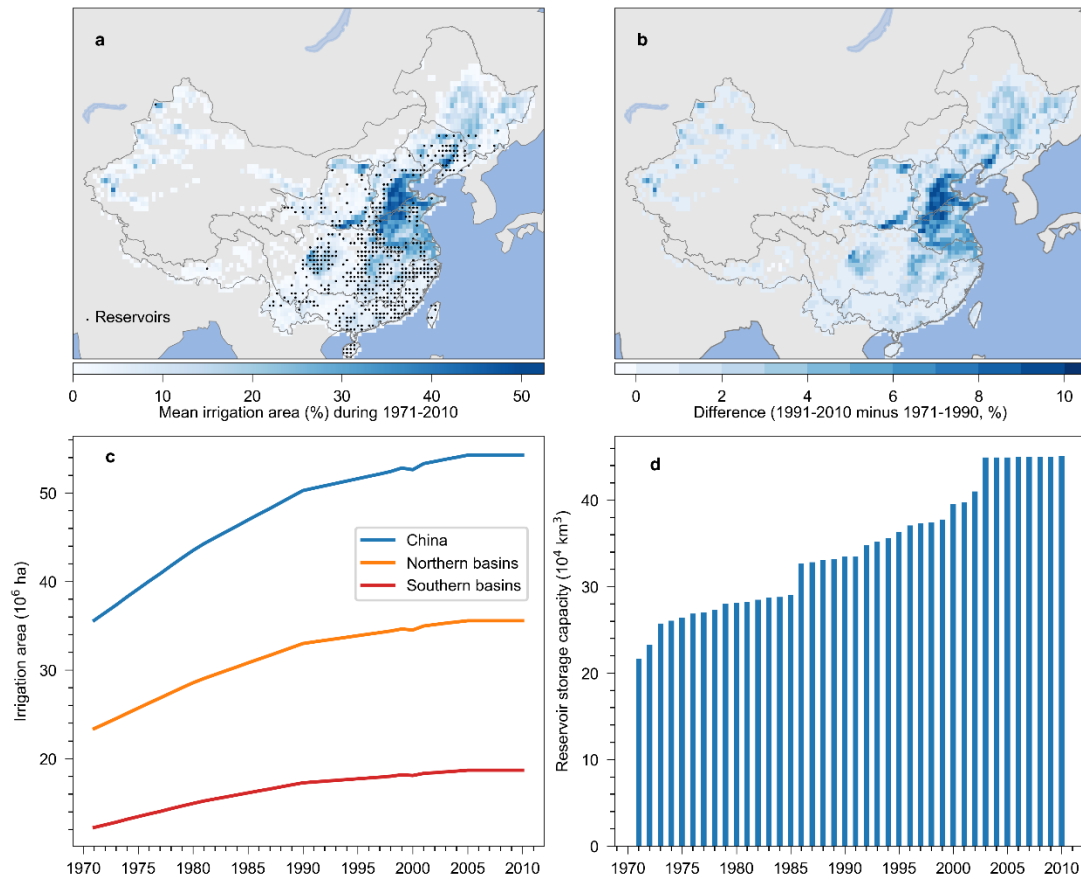 a
Reservoirs
0 10 20 30 40 50
Mean irrigation area (%) during 1971-2010
b
0 2 4 6 8 10
Difference (1991-2010 minus 1971-1990, %)
c
Irrigation area (10⁶ ha)
50
40
30
20
China
Northern basins
Southern basins
1970 1975 1980 1985 1990 1995 2000 2005 2010
d
Reservoir storage capacity (10⁴ km³)
40
30
20
10
0
1970 1975 1980 1985 1990 1995 2000 2005 2010